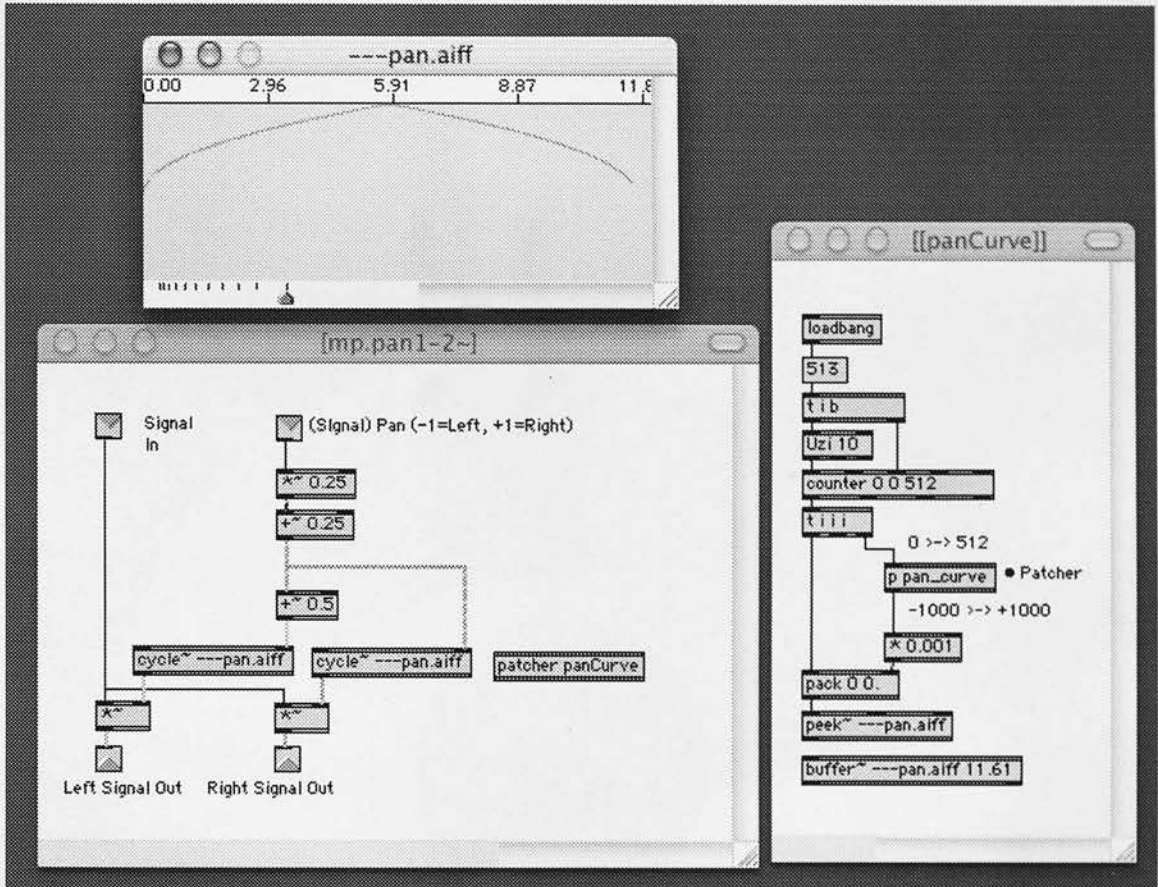 ---pan.aiff
0.00 2.96 5.91 8.87 11.8
[mp.pan1-2~]
Signal
In
(Signal) Pan (-1=Left, +1=Right)
*~ 0.25
+~ 0.25
+~ 0.5
cycle~ ---pan.aiff
cycle~ ---pan.aiff
patcher panCurve
*~
*~
Left Signal Out
Right Signal Out
[[panCurve]]
loadbang
513
t i b
Uzi 10
counter 0 0 512
t i i i
0 >-> 512
p pan_curve
• Patcher
-1000 >-> +1000
* 0.001
pack 0 0.
peek~ ---pan.aiff
buffer~ ---pan.aiff 11.61